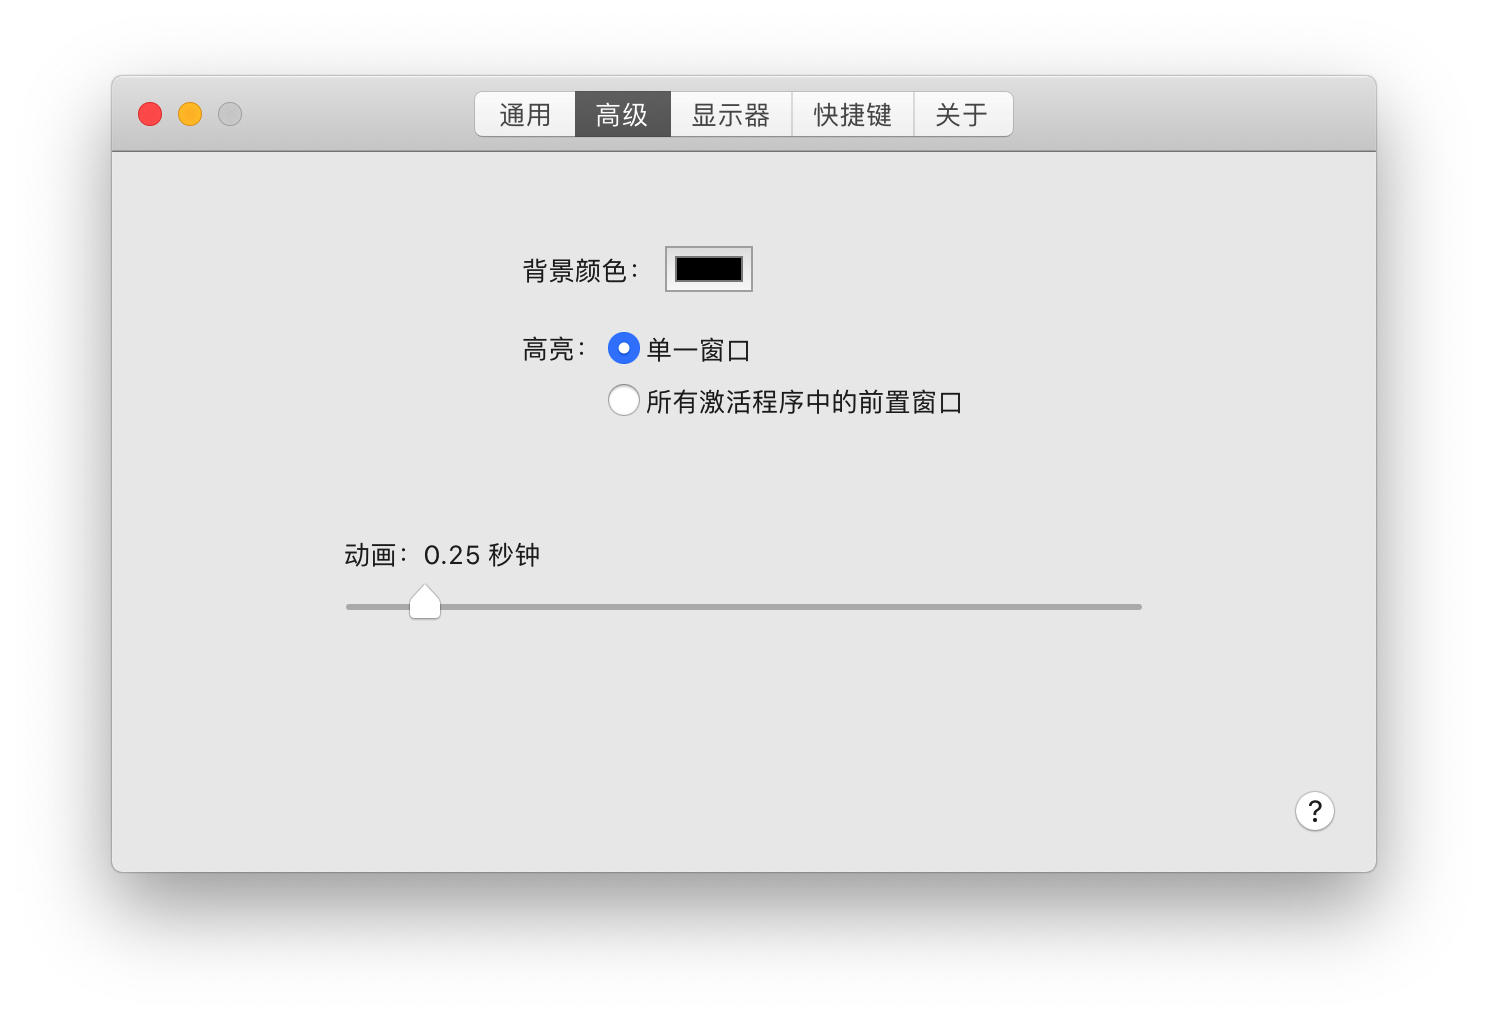 通用 高级 显示器 快捷键 关于
背景颜色：
高亮： 单一窗口
所有激活程序中的前置窗口
动画：0.25 秒钟
?